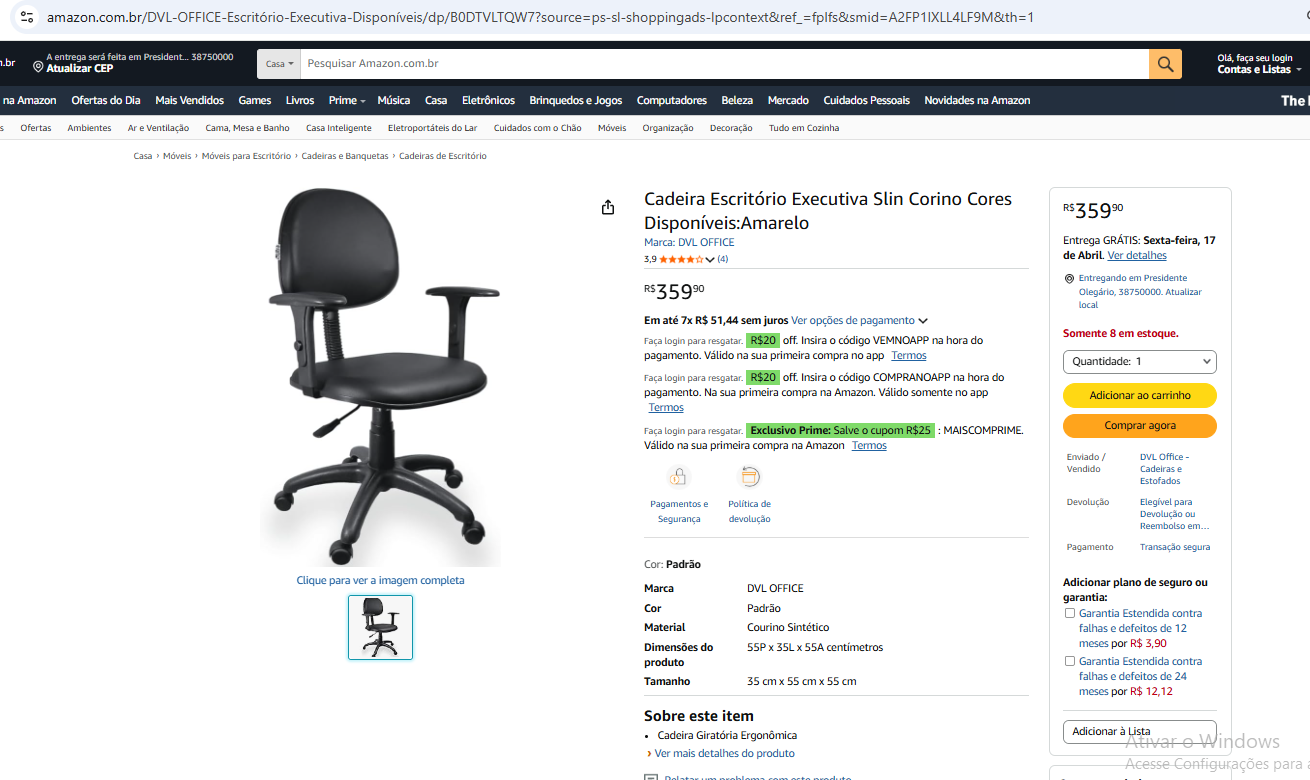 amazon.com.br/DVL-OFFICE-Escritório-Executiva-Disponíveis/dp/B0DTVLTQW7?source=ps-sl-shoppingads-lpcontext&ref_=fplfs&smid=A2FP1IXLL4LF9M&th=1
.br
A entrega será feita em President... 38750000
Atualizar CEP
Casa
Pesquisar Amazon.com.br
Olá, faça seu login
Contas e Listas
na Amazon Ofertas do Dia Mais Vendidos Games Livros Prime Música Casa Eletrônicos Brinquedos e Jogos Computadores Beleza Mercado Cuidados Pessoais Novidades na Amazon The
s Ofertas Ambientes Ar e Ventilação Cama, Mesa e Banho Casa Inteligente Eletroportáteis do Lar Cuidados com o Chão Móveis Organização Decoração Tudo em Cozinha
Casa › Móveis › Móveis para Escritório › Cadeiras e Banquetas › Cadeiras de Escritório
Clique para ver a imagem completa
Cadeira Escritório Executiva Slin Corino Cores
Disponíveis:Amarelo
Marca: DVL OFFICE
3,9 (4)
R$35990
Em até 7x R$ 51,44 sem juros Ver opções de pagamento
Faça login para resgatar. R$20 off. Insira o código VEMNOAPP na hora do
pagamento. Válido na sua primeira compra no app Termos
Faça login para resgatar. R$20 off. Insira o código COMPRANOAPP na hora do
pagamento. Na sua primeira compra na Amazon. Válido somente no app
Termos
Faça login para resgatar. Exclusivo Prime: Salve o cupom R$25 : MAISCOMPRIME.
Válido na sua primeira compra na Amazon Termos
Pagamentos e
Segurança
Política de
devolução
Cor: Padrão
Marca DVL OFFICE
Cor Padrão
Material Courino Sintético
Dimensões do
produto 55P x 35L x 55A centímetros
Tamanho 35 cm x 55 cm x 55 cm
Sobre este item
• Cadeira Giratória Ergonômica
› Ver mais detalhes do produto
Relatar um problema com este produto
R$35990
Entrega GRÁTIS: Sexta-feira, 17
de Abril. Ver detalhes
Entregando em Presidente
Olegário, 38750000. Atualizar
local
Somente 8 em estoque.
Quantidade: 1
Adicionar ao carrinho
Comprar agora
Enviado /
Vendido
DVL Office -
Cadeiras e
Estofados
Devolução
Elegível para
Devolução ou
Reembolso em...
Pagamento Transação segura
Adicionar plano de seguro ou
garantia:
Garantia Estendida contra
falhas e defeitos de 12
meses por R$ 3,90
Garantia Estendida contra
falhas e defeitos de 24
meses por R$ 12,12
Adicionar à Lista
Ativar o Windows
Acesse Configurações para a